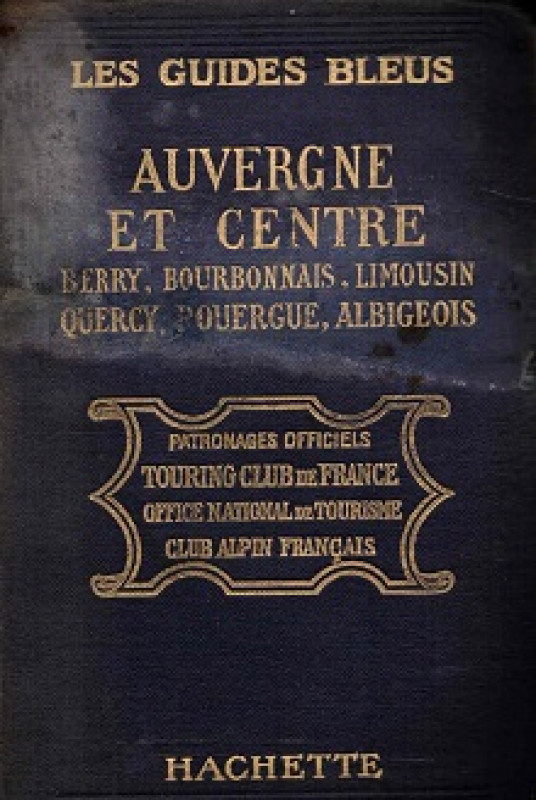 LES GUIDES BLEUS
AUVERGNE
ET CENTRE
BERRY, BOURBONNAIS, LIMOUSIN
QUERCY, ROUERGUE, ALBIGEOIS
PATRONAGES OFFICIELS
TOURING CLUB DE FRANCE
OFFICE NATIONAL DE TOURISME
CLUB ALPIN FRANÇAIS
HACHETTE